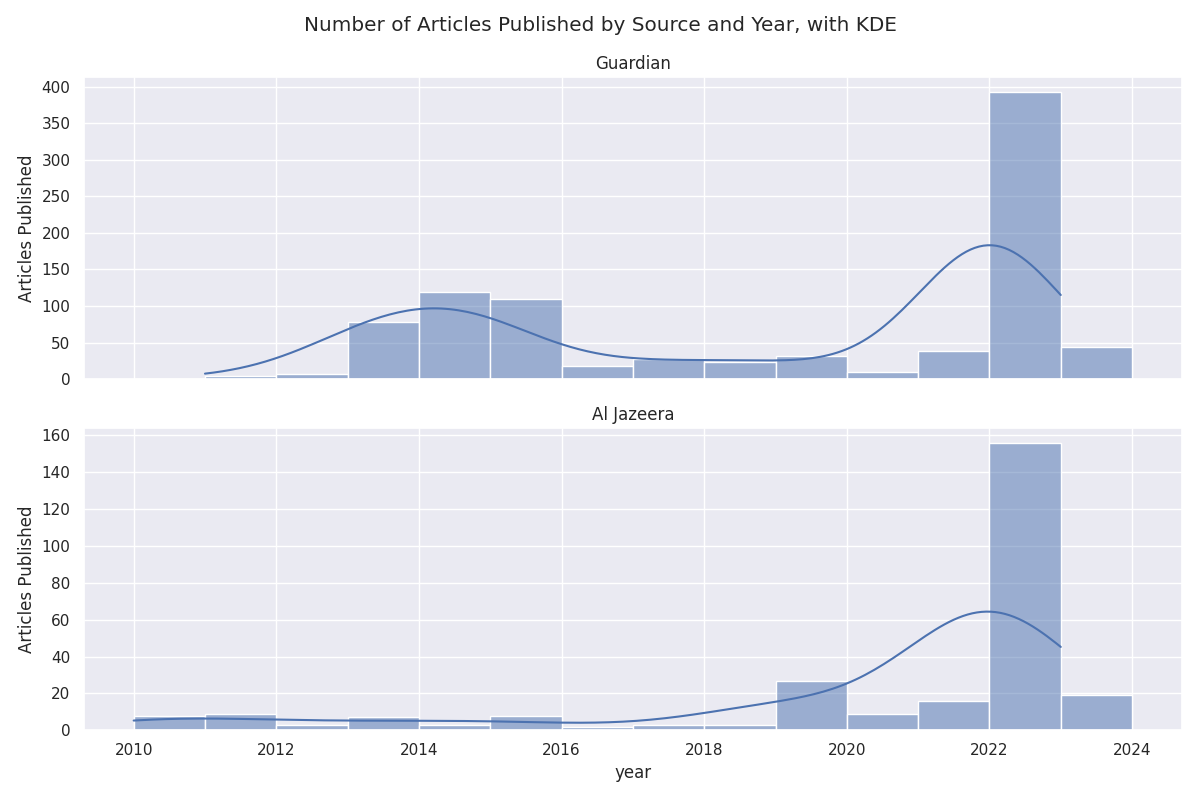 Number of Articles Published by Source and Year, with KDE
Guardian
400
350
300
250
200
150
100
50
0
Articles Published
Al Jazeera
160
140
120
100
80
60
40
20
0
Articles Published
2010 2012 2014 2016 2018 2020 2022 2024
year